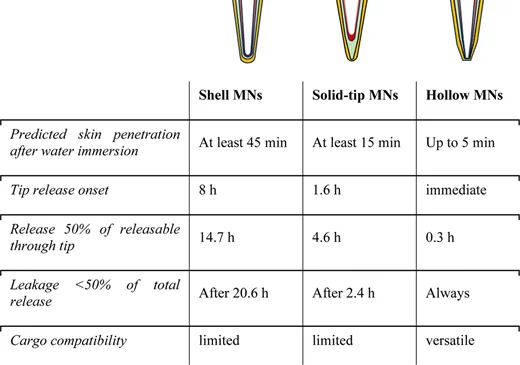 Shell MNs Solid-tip MNs Hollow MNs
Predicted skin penetration
after water immersion
At least 45 min At least 15 min Up to 5 min
Tip release onset 8 h 1.6 h immediate
Release 50% of releasable
through tip
14.7 h 4.6 h 0.3 h
Leakage <50% of total
release
After 20.6 h After 2.4 h Always
Cargo compatibility limited limited versatile